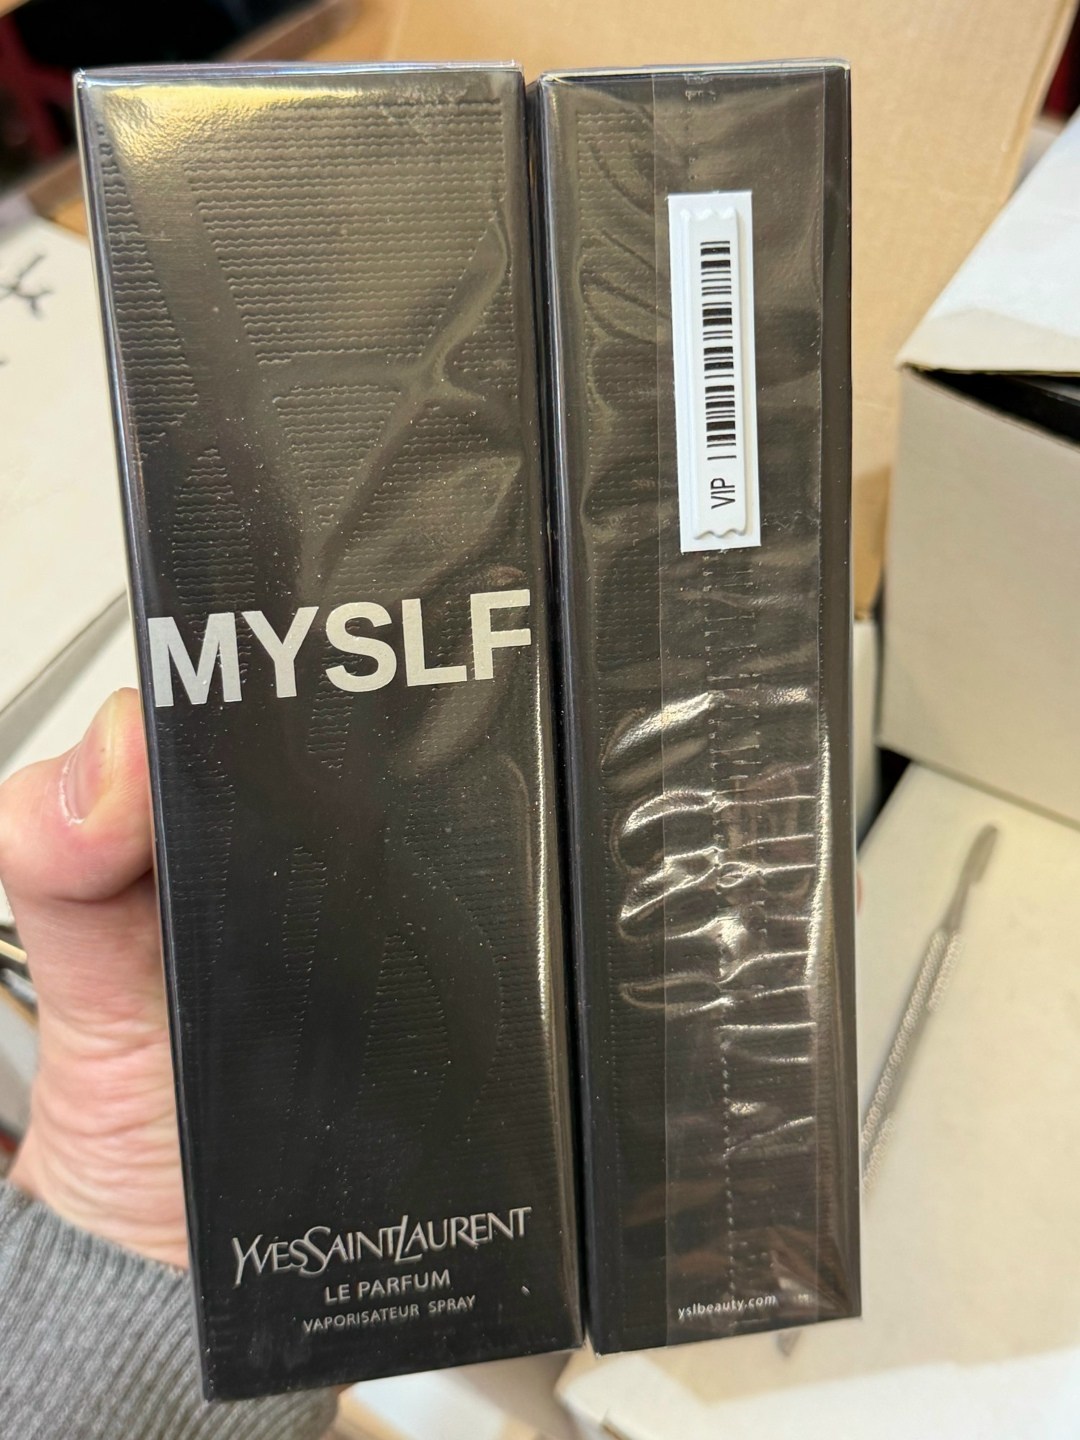 MYSLF
YVESSAINTLAURENT
LE PARFUM
VAPORISATEUR SPRAY
VIP
yslbeauty.com